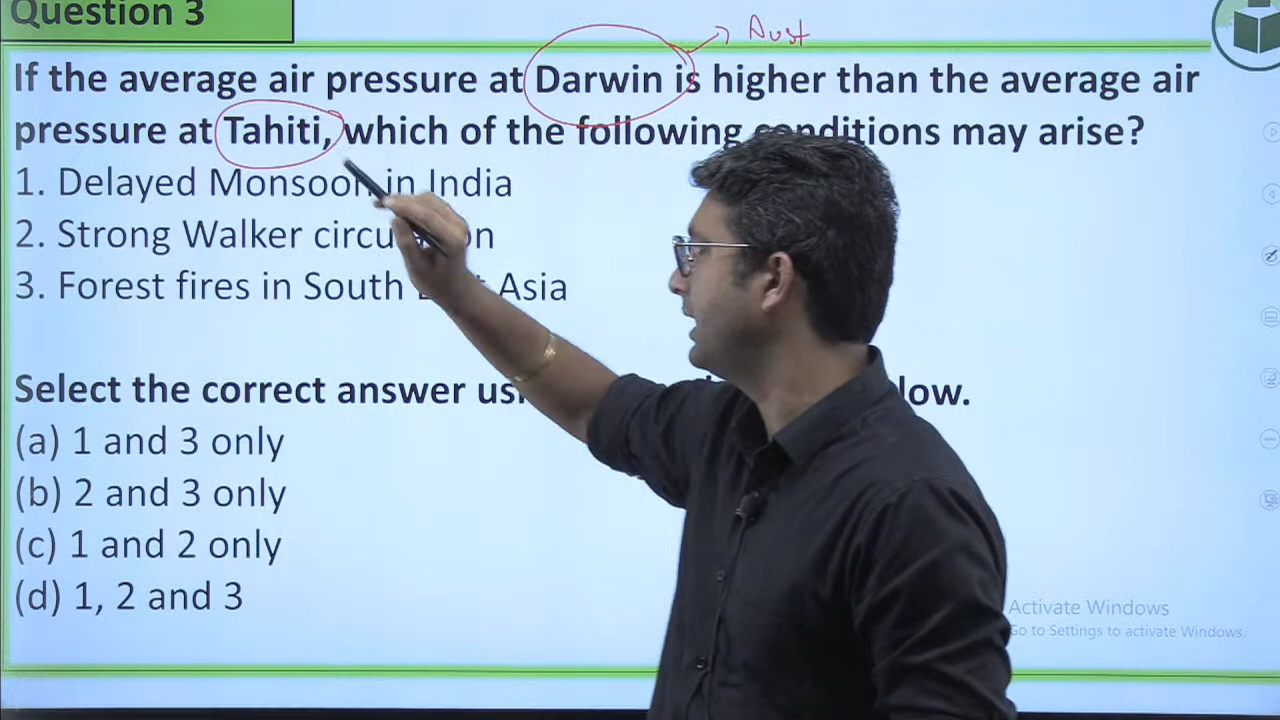 Question 3
Aust
If the average air pressure at Darwin is higher than the average air
pressure at Tahiti, which of the following conditions may arise?
1. Delayed Monsoon in India
2. Strong Walker
3. Forest fires in South Asia
Select the correct answer low.
(a) 1 and 3 only
(b) 2 and 3 only
(c) 1 and 2 only
(d) 1, 2 and 3
Activate Windows
Go to Settings to activate Windows.